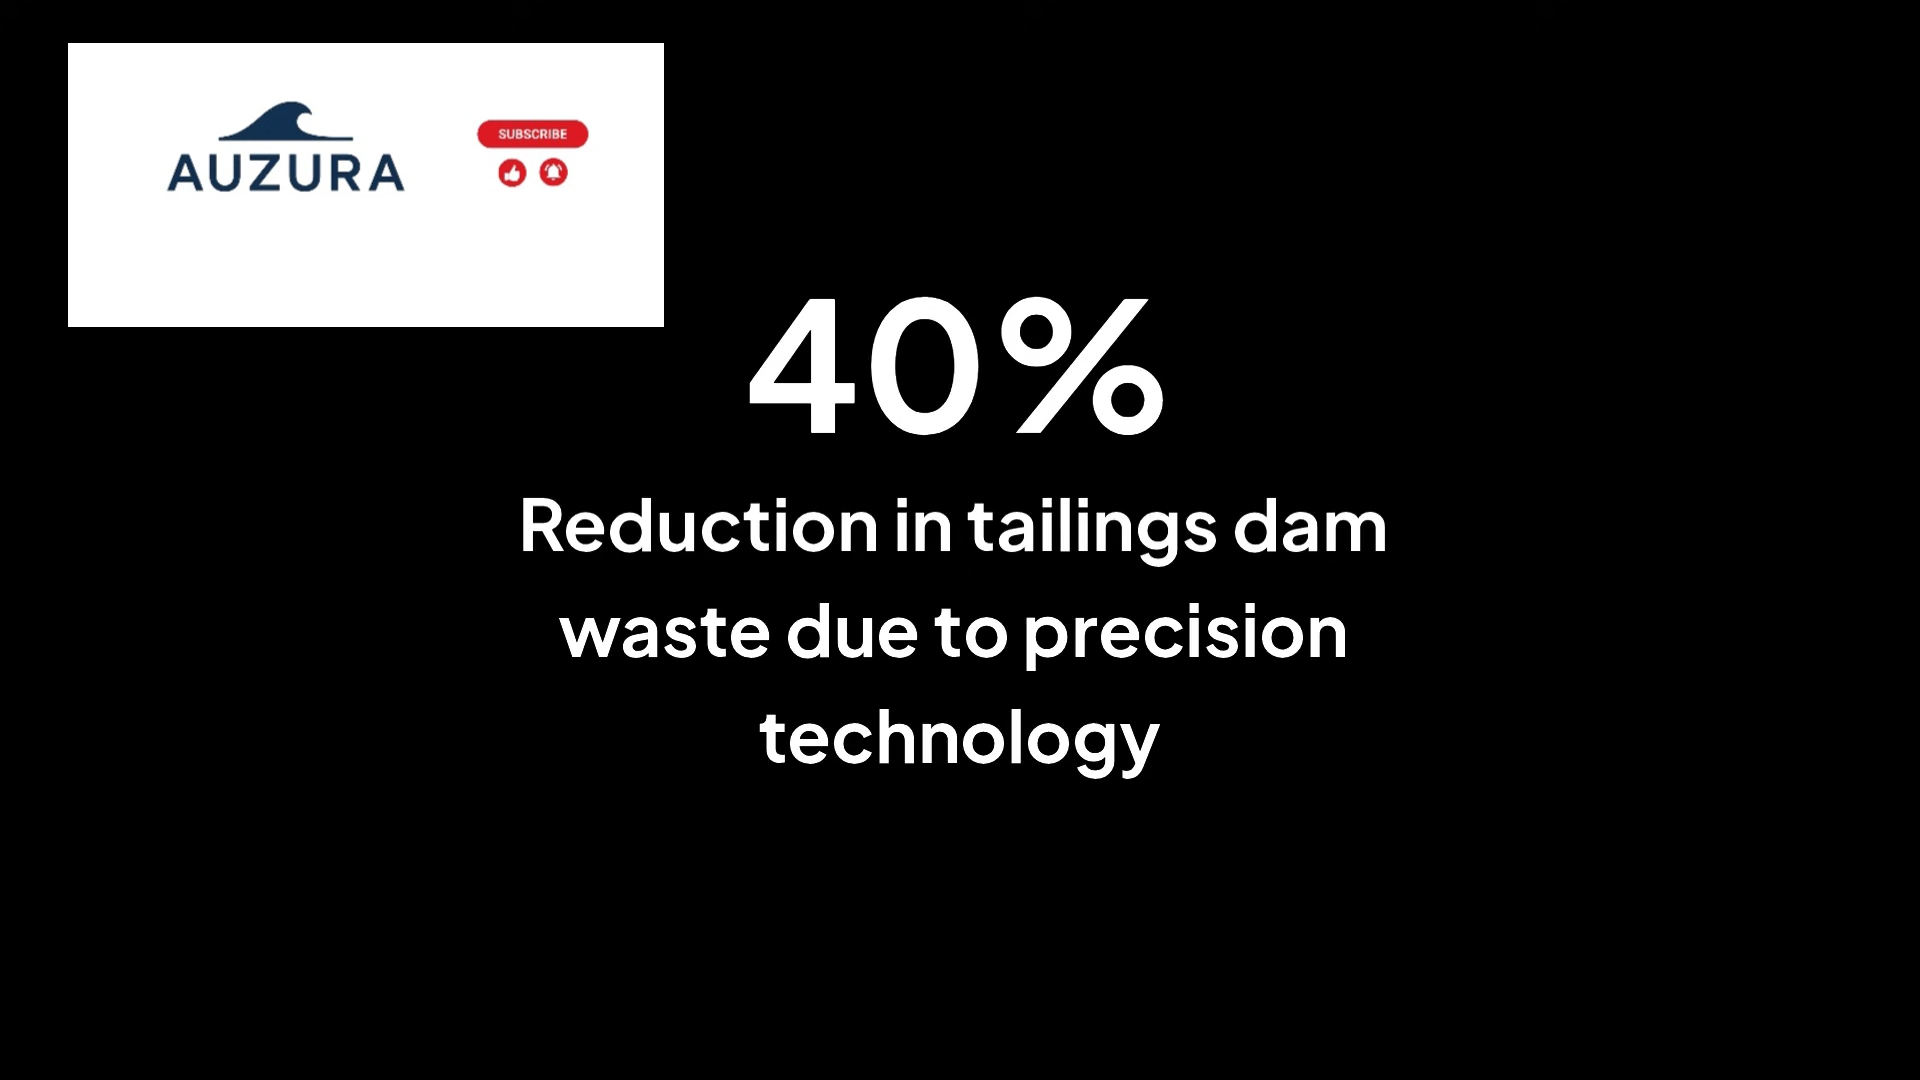 AUZURA
SUBSCRIBE
40%
Reduction in tailings dam
waste due to precision
technology